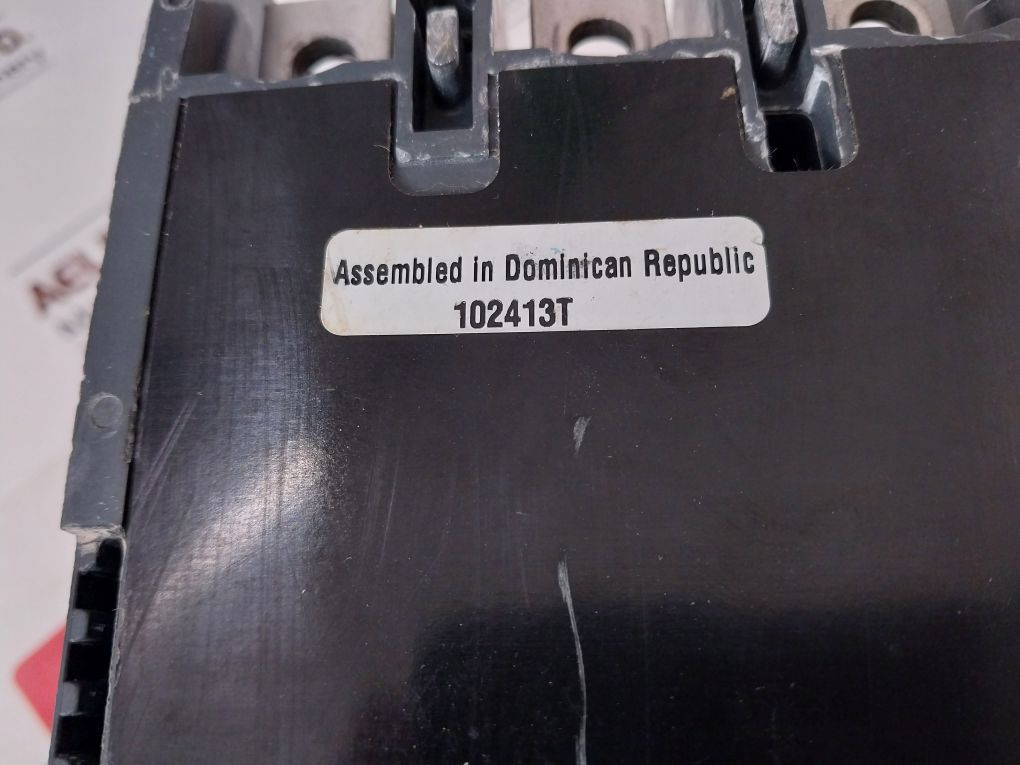 Assembled in Dominican Republic
102413T